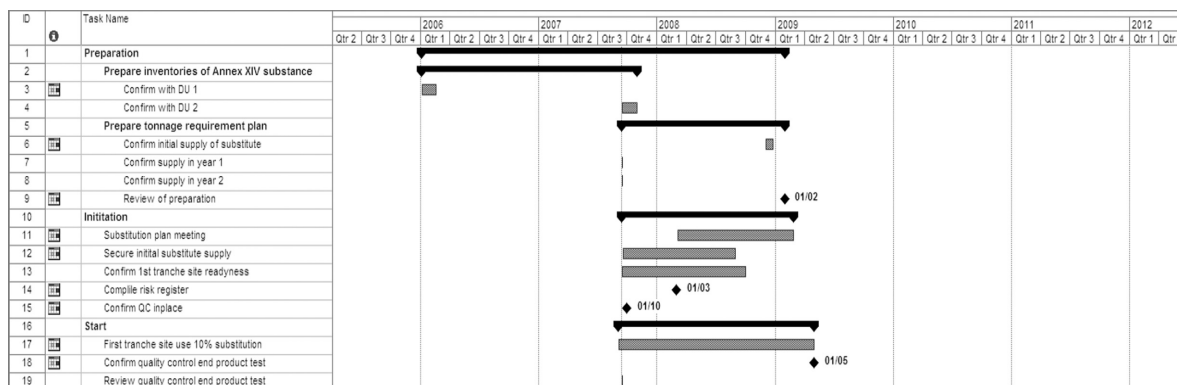 ID Task Name 2006 2007 2008 2009 2010 2011 2012
Qtr 2 Qtr 3 Qtr 4 Qtr 1 Qtr 2 Qtr 3 Qtr 4 Qtr 1 Qtr 2 Qtr 3 Qtr 4 Qtr 1 Qtr 2 Qtr 3 Qtr 4 Qtr 1 Qtr 2 Qtr 3 Qtr 4 Qtr 1 Qtr 2 Qtr 3 Qtr 4 Qtr 1 Qtr 2 Qtr 3 Qtr 4 Qtr 1 Qtr
1 Preparation
2 Prepare inventories of Annex XIV substance
3 Confirm with DU 1
4 Confirm with DU 2
5 Prepare tonnage requirement plan
6 Confirm initial supply of substitute
7 Confirm supply in year 1
8 Confirm supply in year 2
9 Review of preparation 01/02
10 Inititation
11 Substitution plan meeting
12 Secure initital substitute supply
13 Confirm 1st tranche site readyness
14 Complile risk register 01/03
15 Confirm QC inplace 01/10
16 Start
17 First tranche site use 10% substitution
18 Confirm quality control end product test 01/05
19 Review quality control end product test